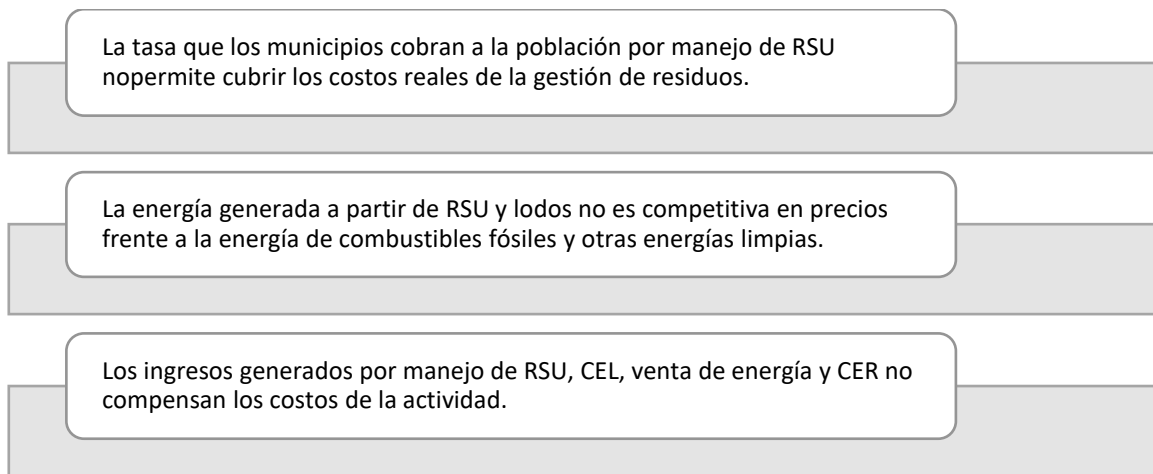 La tasa que los municipios cobran a la población por manejo de RSU
nopermite cubrir los costos reales de la gestión de residuos.
La energía generada a partir de RSU y lodos no es competitiva en precios
frente a la energía de combustibles fósiles y otras energías limpias.
Los ingresos generados por manejo de RSU, CEL, venta de energía y CER no
compensan los costos de la actividad.